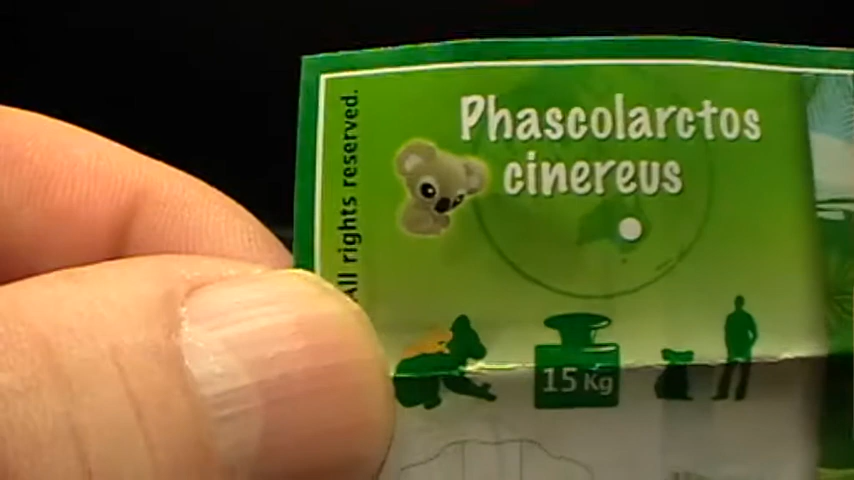 Phascolarctos
cinereus
All rights reserved.
15 Kg